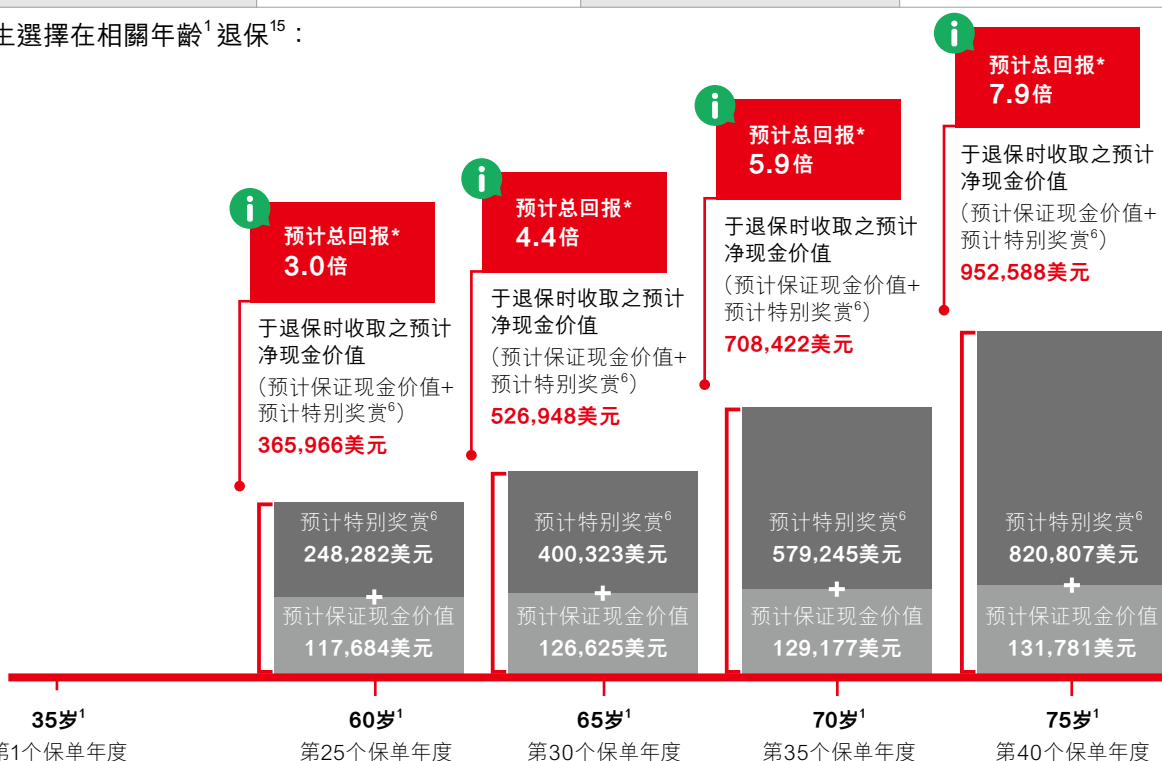 生選擇在相關年齡¹退保¹⁵：
预计总回报*
3.0倍
于退保时收取之预计
净现金价值
（预计保证现金价值+
预计特别奖赏⁶）
365,966美元
预计特别奖赏⁶
248,282美元
+
预计保证现金价值
117,684美元
预计总回报*
4.4倍
于退保时收取之预计
净现金价值
（预计保证现金价值+
预计特别奖赏⁶）
526,948美元
预计特别奖赏⁶
400,323美元
+
预计保证现金价值
126,625美元
预计总回报*
5.9倍
于退保时收取之预计
净现金价值
（预计保证现金价值+
预计特别奖赏⁶）
708,422美元
预计特别奖赏⁶
579,245美元
+
预计保证现金价值
129,177美元
预计总回报*
7.9倍
于退保时收取之预计
净现金价值
（预计保证现金价值+
预计特别奖赏⁶）
952,588美元
预计特别奖赏⁶
820,807美元
+
预计保证现金价值
131,781美元
35岁¹
第1个保单年度
60岁¹
第25个保单年度
65岁¹
第30个保单年度
70岁¹
第35个保单年度
75岁¹
第40个保单年度